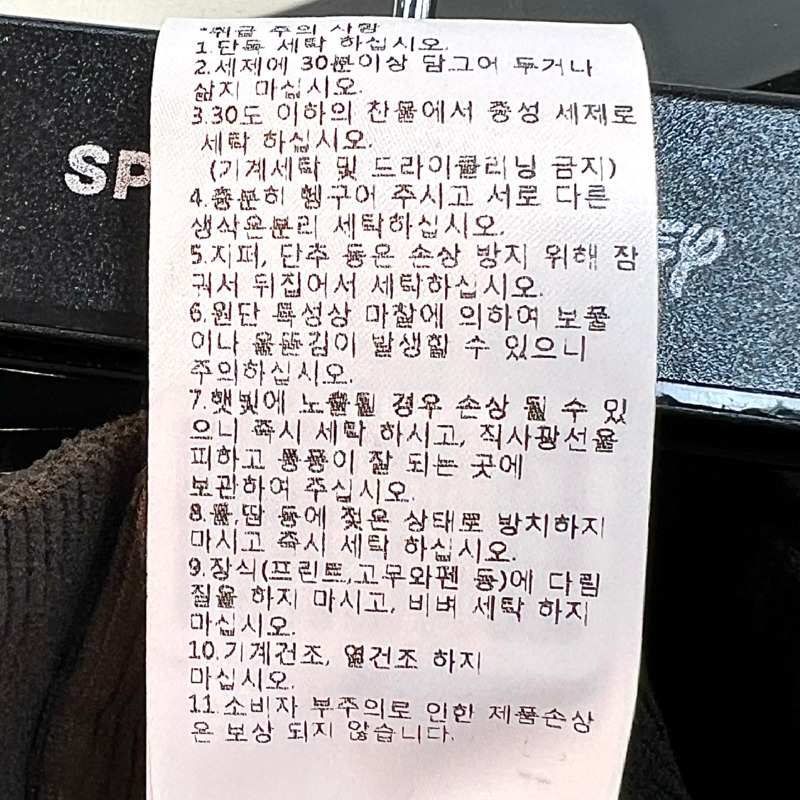 *취급 주의 사항
1.단독 세탁 하십시오.
2.세제에 30분이상 담그어 두거나
삶지 마십시오.
3.30도 이하의 찬물에서 중성 세제로
세탁 하십시오.
(기계세탁 및 드라이클리닝 금지)
4.충분히 헹구어 주시고 서로 다른
색상은분리 세탁하십시오.
5.지퍼, 단추 등은 손상 방지 위해 잠
궈서 뒤집어서 세탁하십시오.
6.원단 특성상 마찰에 의하여 보풀
이나 올뜯김이 발생할 수 있으니
주의하십시오.
7.햇빛에 노출될 경우 손상 될 수 있
으니 즉시 세탁 하시고, 직사광선을
피하고 통풍이 잘 되는 곳에
보관하여 주십시오.
8.물,땀 등에 젖은 상태로 방치하지
마시고 즉시 세탁 하십시오.
9.장식(프린트,고무와펜 등)에 다림
질을 하지 마시고, 비벼 세탁 하지
마십시오.
10.기계건조, 열건조 하지
마십시오.
11.소비자 부주의로 인한 제품손상
은 보상 되지 않습니다.
SP